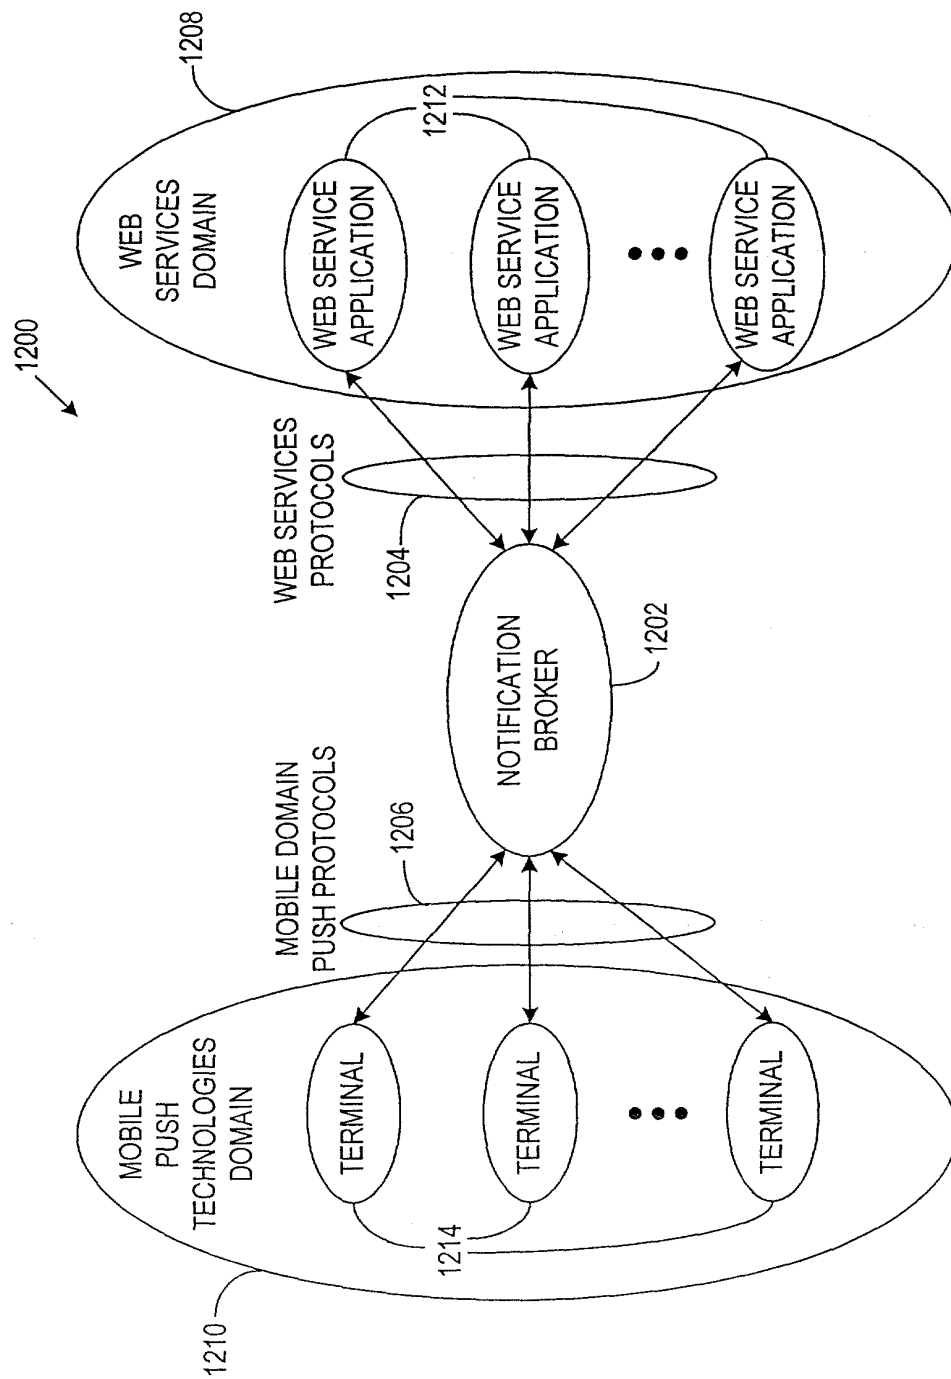 1200
MOBILE
PUSH
TECHNOLOGIES
DOMAIN
1210
TERMINAL
TERMINAL
TERMINAL
1214
MOBILE DOMAIN
PUSH PROTOCOLS
1206
NOTIFICATION
BROKER
1202
WEB SERVICES
PROTOCOLS
1204
WEB
SERVICES
DOMAIN
1208
WEB SERVICE
APPLICATION
WEB SERVICE
APPLICATION
WEB SERVICE
APPLICATION
1212